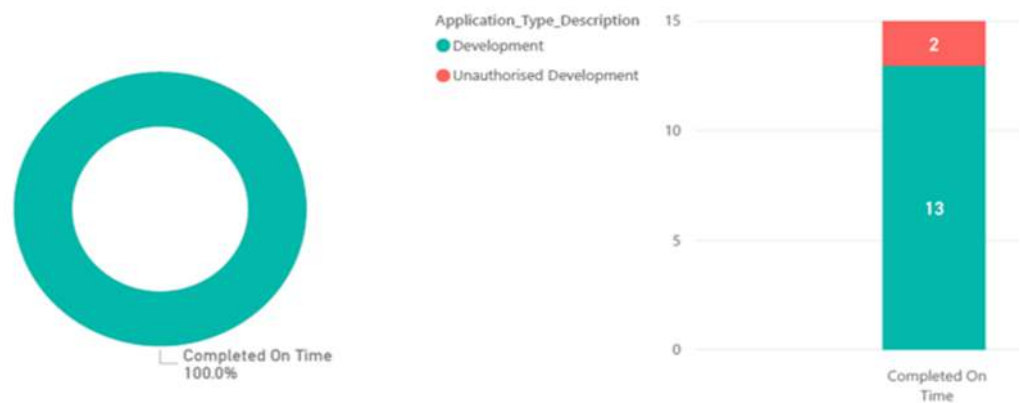 Completed On Time
100.0%
Application_Type_Description
Development
Unauthorised Development
15
10
5
0
2
13
Completed On
Time